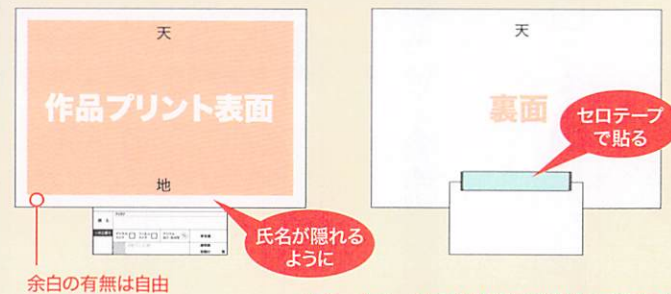 天
作品プリント表面
地
氏名が隠れる
ように
余白の有無は自由
天
裏面
セロテープ
で貼る